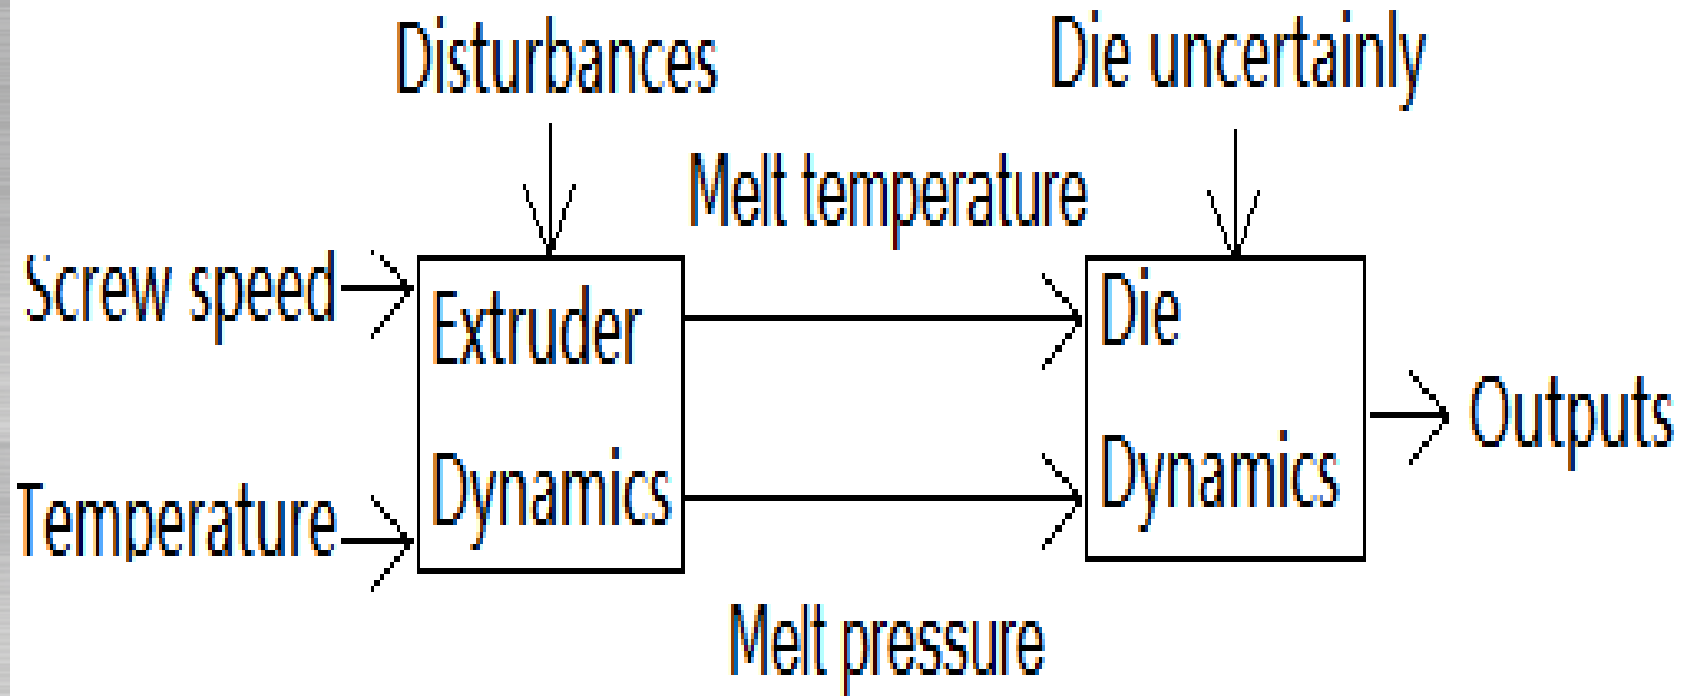 Disturbances
Die uncertainly
Melt temperature
Screw speed
Extruder
Dynamics
Die
Dynamics
Outputs
Temperature
Melt pressure